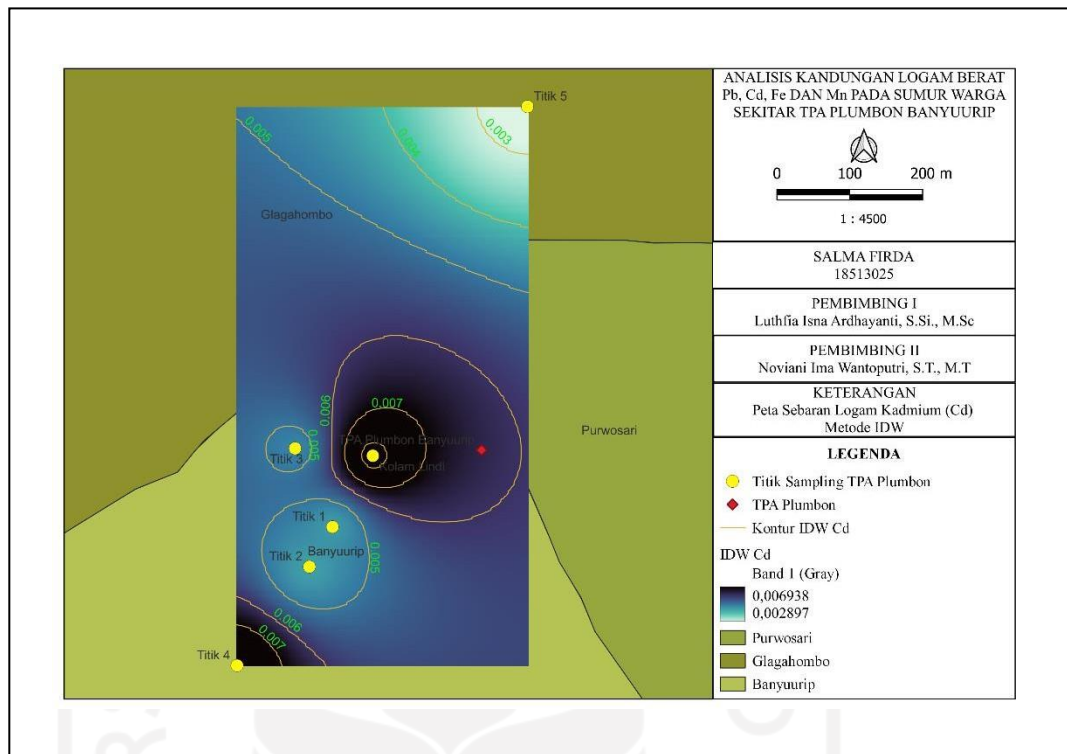 Titik 5
0.003
0.004
0.005
Glagahombo
0.006
0.007
TPA Plumbon Banyuurip
Kolam Lindi
Titik 3
0.005
Purwosari
Titik 1
Titik 2
Banyuurip
0.005
0.006
0.007
Titik 4
ANALISIS KANDUNGAN LOGAM BERAT
Pb, Cd, Fe DAN Mn PADA SUMUR WARGA
SEKITAR TPA PLUMBON BANYUURIP
0 100 200 m
1 : 4500
SALMA FIRDA
18513025
PEMBIMBING I
Luthfia Isna Ardhayanti, S.Si., M.Sc
PEMBIMBING II
Noviani Ima Wantoputri, S.T., M.T
KETERANGAN
Peta Sebaran Logam Kadmium (Cd)
Metode IDW
LEGENDA
Titik Sampling TPA Plumbon
TPA Plumbon
Kontur IDW Cd
IDW Cd
Band 1 (Gray)
0,006938
0,002897
Purwosari
Glagahombo
Banyuurip